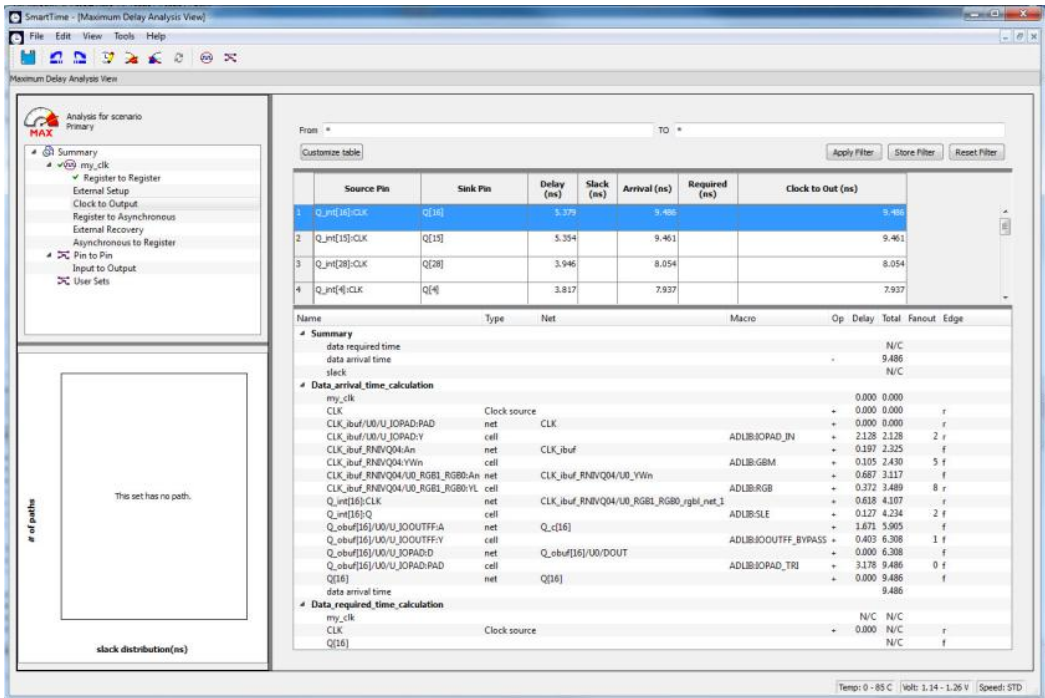 SmartTime - [Maximum Delay Analysis View]
File Edit View Tools Help
Maximum Delay Analysis View
Analysis for scenario
Primary
MAX
Summary
my_clk
Register to Register
External Setup
Clock to Output
Register to Asynchronous
External Recovery
Asynchronous to Register
Pin to Pin
Input to Output
User Sets
From * TO *
Customize table Apply Filter Store Filter Reset Filter
Source Pin Sink Pin Delay (ns) Slack (ns) Arrival (ns) Required (ns) Clock to Out (ns)
1 Q_int[16]:CLK Q[16] 5.379 9.486 9.486
2 Q_int[15]:CLK Q[15] 5.354 9.461 9.461
3 Q_int[28]:CLK Q[28] 3.946 8.054 8.054
4 Q_int[4]:CLK Q[4] 3.817 7.937 7.937
Name Type Net Macro Op Delay Total Fanout Edge
Summary
data required time N/C
data arrival time - 9.486
slack N/C
Data_arrival_time_calculation
my_clk 0.000 0.000
CLK Clock source + 0.000 0.000 r
CLK_ibuf/U0/U_IOPAD:PAD net CLK + 0.000 0.000 r
CLK_ibuf/U0/U_IOPAD:Y cell ADLIB:IOPAD_IN + 2.128 2.128 2 r
CLK_ibuf_RNIVQ04:An net CLK_ibuf + 0.197 2.325 f
CLK_ibuf_RNIVQ04:YWn cell ADLIB:GBM + 0.105 2.430 5 f
CLK_ibuf_RNIVQ04/U0_RGB1_RGB0:An net CLK_ibuf_RNIVQ04/U0_YWn + 0.687 3.117 f
CLK_ibuf_RNIVQ04/U0_RGB1_RGB0:YL cell ADLIB:RGB + 0.372 3.489 8 r
Q_int[16]:CLK net CLK_ibuf_RNIVQ04/U0_RGB1_RGB0_rgbl_net_1 + 0.618 4.107 r
Q_int[16]:Q cell ADLIB:SLE + 0.127 4.234 2 f
Q_obuf[16]/U0/U_IOOUTFF:A net Q_c[16] + 1.671 5.905 f
Q_obuf[16]/U0/U_IOOUTFF:Y cell ADLIB:IOOUTFF_BYPASS + 0.403 6.308 1 f
Q_obuf[16]/U0/U_IOPAD:D net Q_obuf[16]/U0/DOUT + 0.000 6.308 f
Q_obuf[16]/U0/U_IOPAD:PAD cell ADLIB:IOPAD_TRI + 3.178 9.486 0 f
Q[16] net Q[16] + 0.000 9.486 f
data arrival time 9.486
Data_required_time_calculation
my_clk N/C N/C
CLK Clock source + 0.000 N/C r
Q[16] N/C f
# of paths
This set has no path.
slack distribution(ns)
Temp: 0 - 85 C Volt: 1.14 - 1.26 V Speed: STD